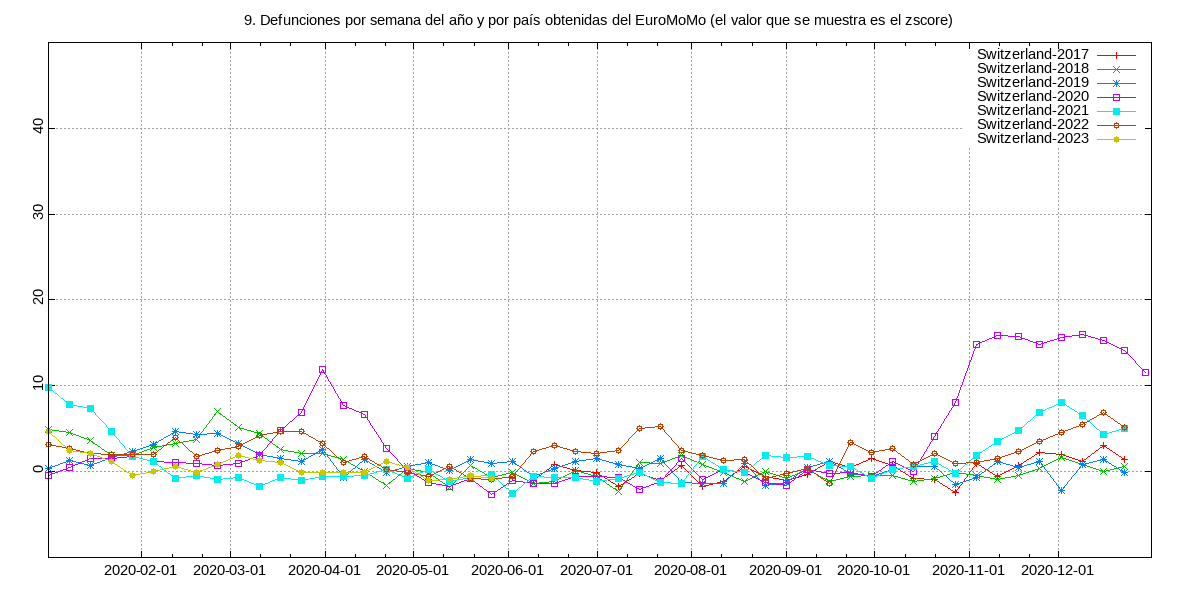 9. Defunciones por semana del año y por país obtenidas del EuroMoMo (el valor que se muestra es el zscore)
Switzerland-2017
Switzerland-2018
Switzerland-2019
Switzerland-2020
Switzerland-2021
Switzerland-2022
Switzerland-2023
40
30
20
10
0
2020-02-01 2020-03-01 2020-04-01 2020-05-01 2020-06-01 2020-07-01 2020-08-01 2020-09-01 2020-10-01 2020-11-01 2020-12-01